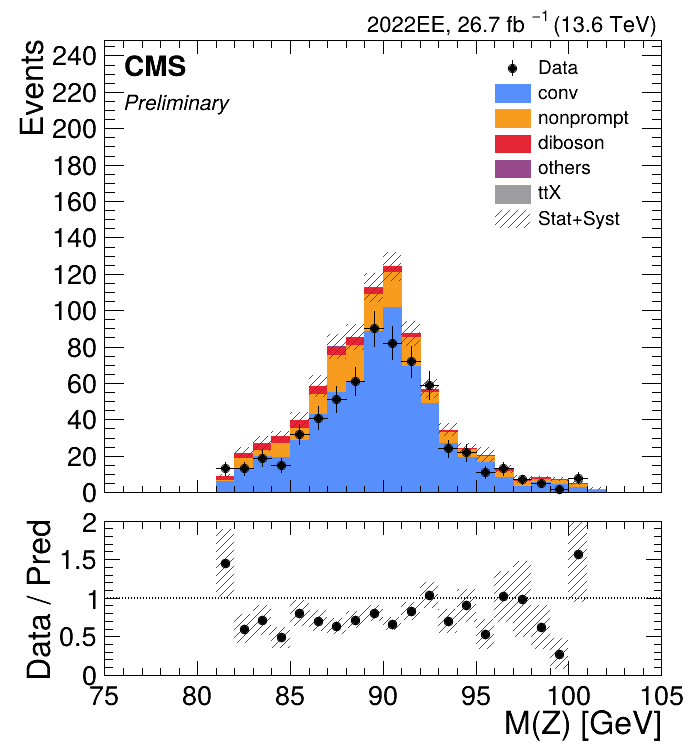 2022EE, 26.7 fb⁻¹ (13.6 TeV)
CMS
Preliminary
Events
240
220
200
180
160
140
120
100
80
60
40
20
0
Data
conv
nonprompt
diboson
others
ttX
Stat+Syst
Data / Pred
2
1.5
1
0.5
0
75 80 85 90 95 100 105
M(Z) [GeV]